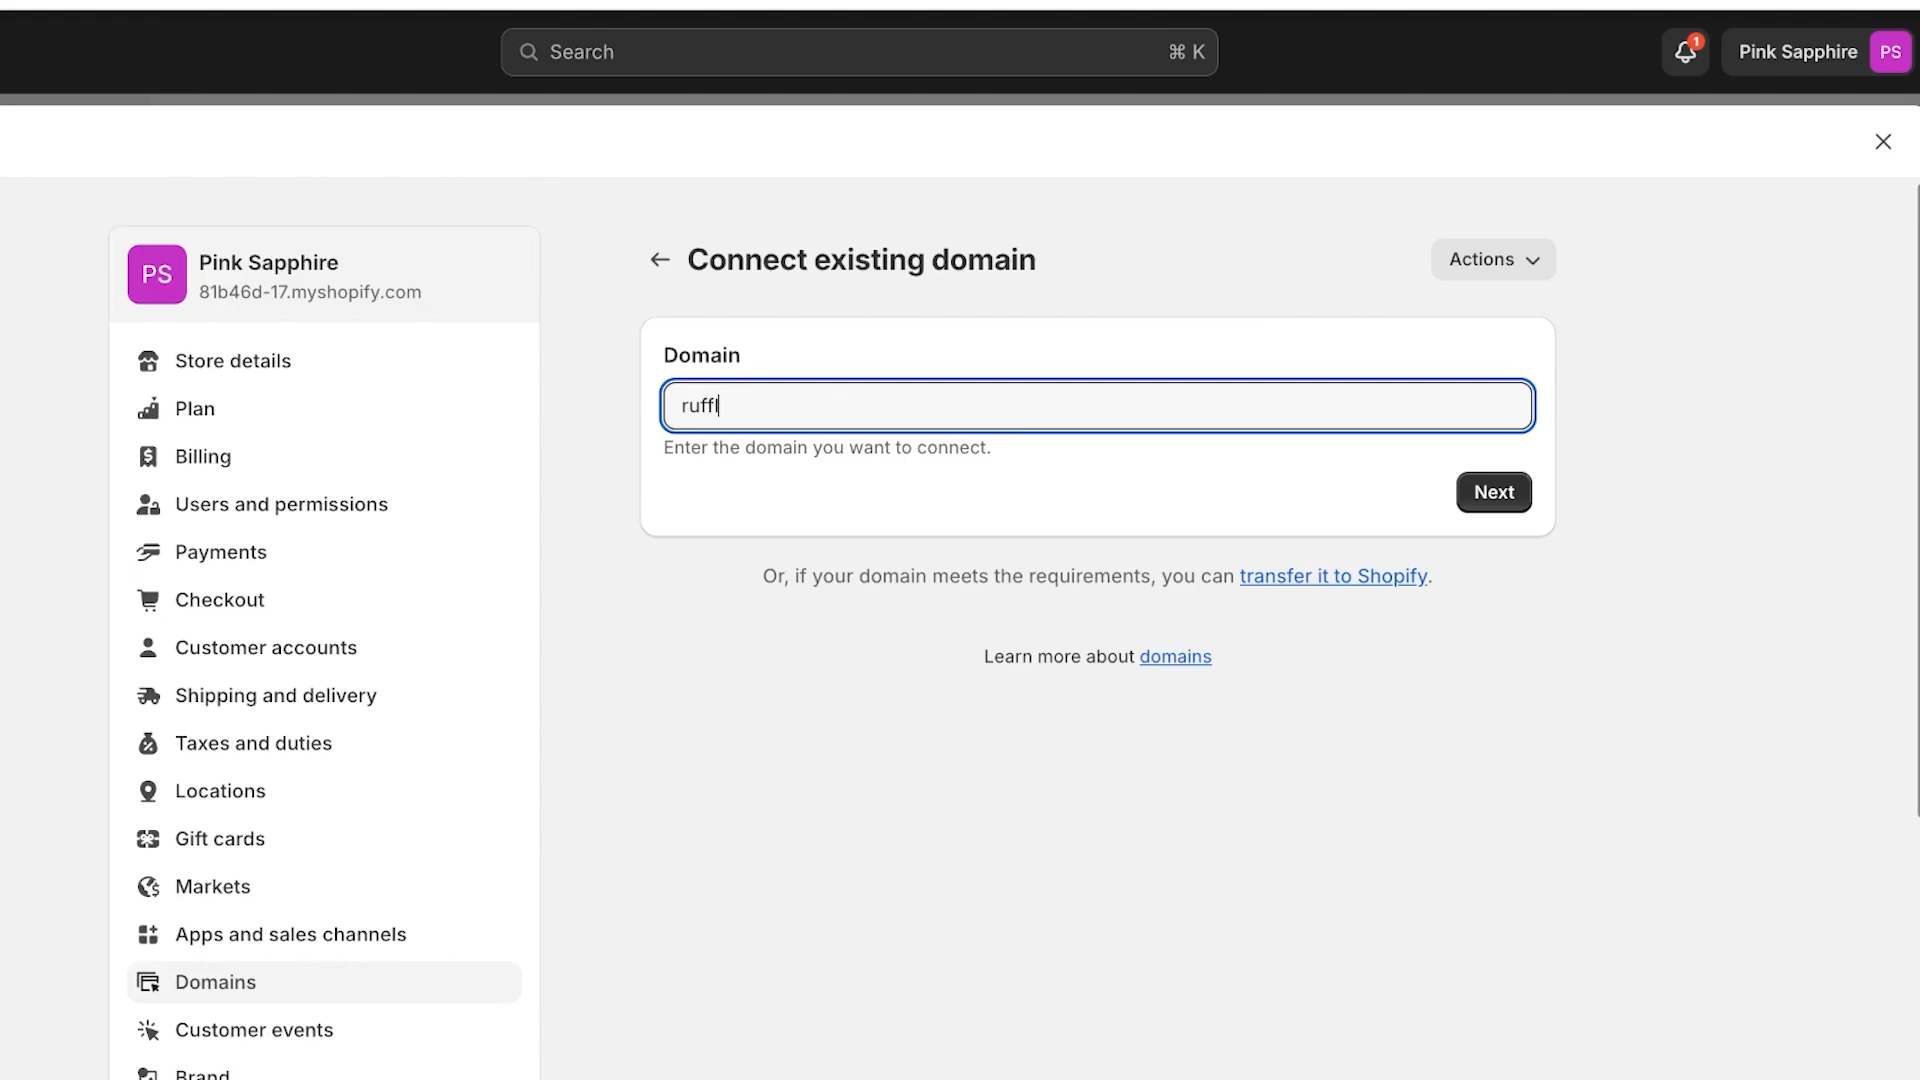 Search
⌘ K
1
Pink Sapphire
PS
PS
Pink Sapphire
81b46d-17.myshopify.com
Store details
Plan
Billing
Users and permissions
Payments
Checkout
Customer accounts
Shipping and delivery
Taxes and duties
Locations
Gift cards
Markets
Apps and sales channels
Domains
Customer events
Brand
Connect existing domain
Actions
Domain
ruffl
Enter the domain you want to connect.
Next
Or, if your domain meets the requirements, you can transfer it to Shopify.
Learn more about domains